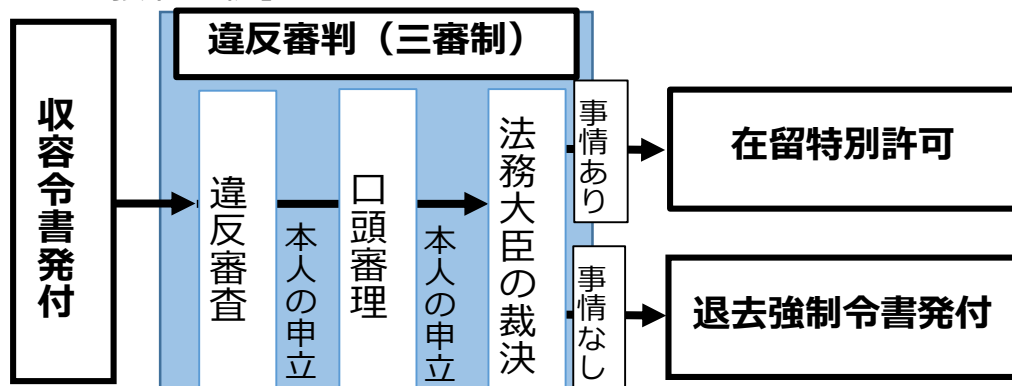 違反審判（三審制）
収容令書発付
違反審査
本人の申立
口頭審理
本人の申立
法務大臣の裁決
事情あり
在留特別許可
事情なし
退去強制令書発付